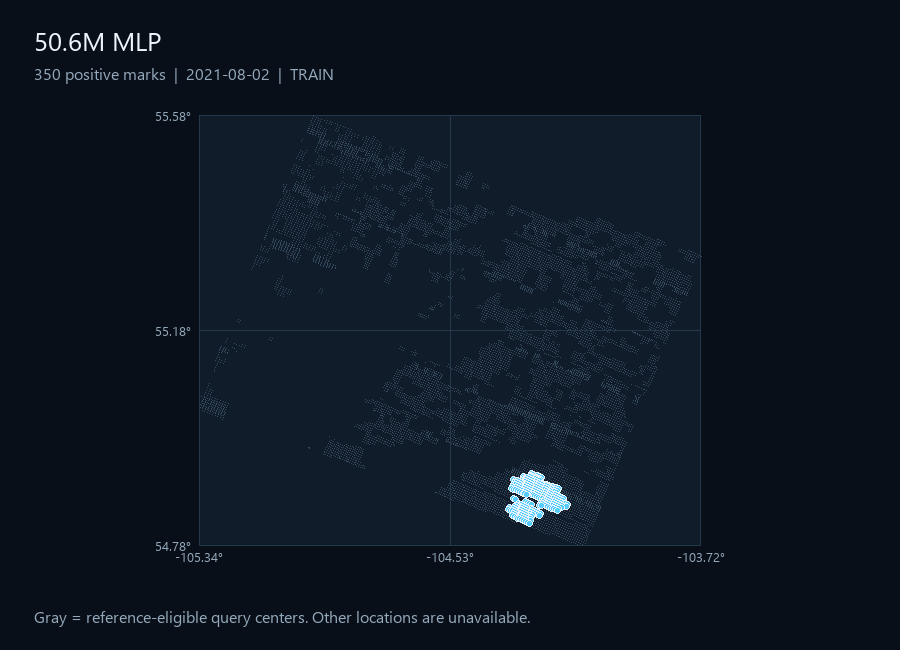 50.6M MLP
350 positive marks | 2021-08-02 | TRAIN
55.58°
55.18°
54.78°
-105.34°
-104.53°
-103.72°
Gray = reference-eligible query centers. Other locations are unavailable.